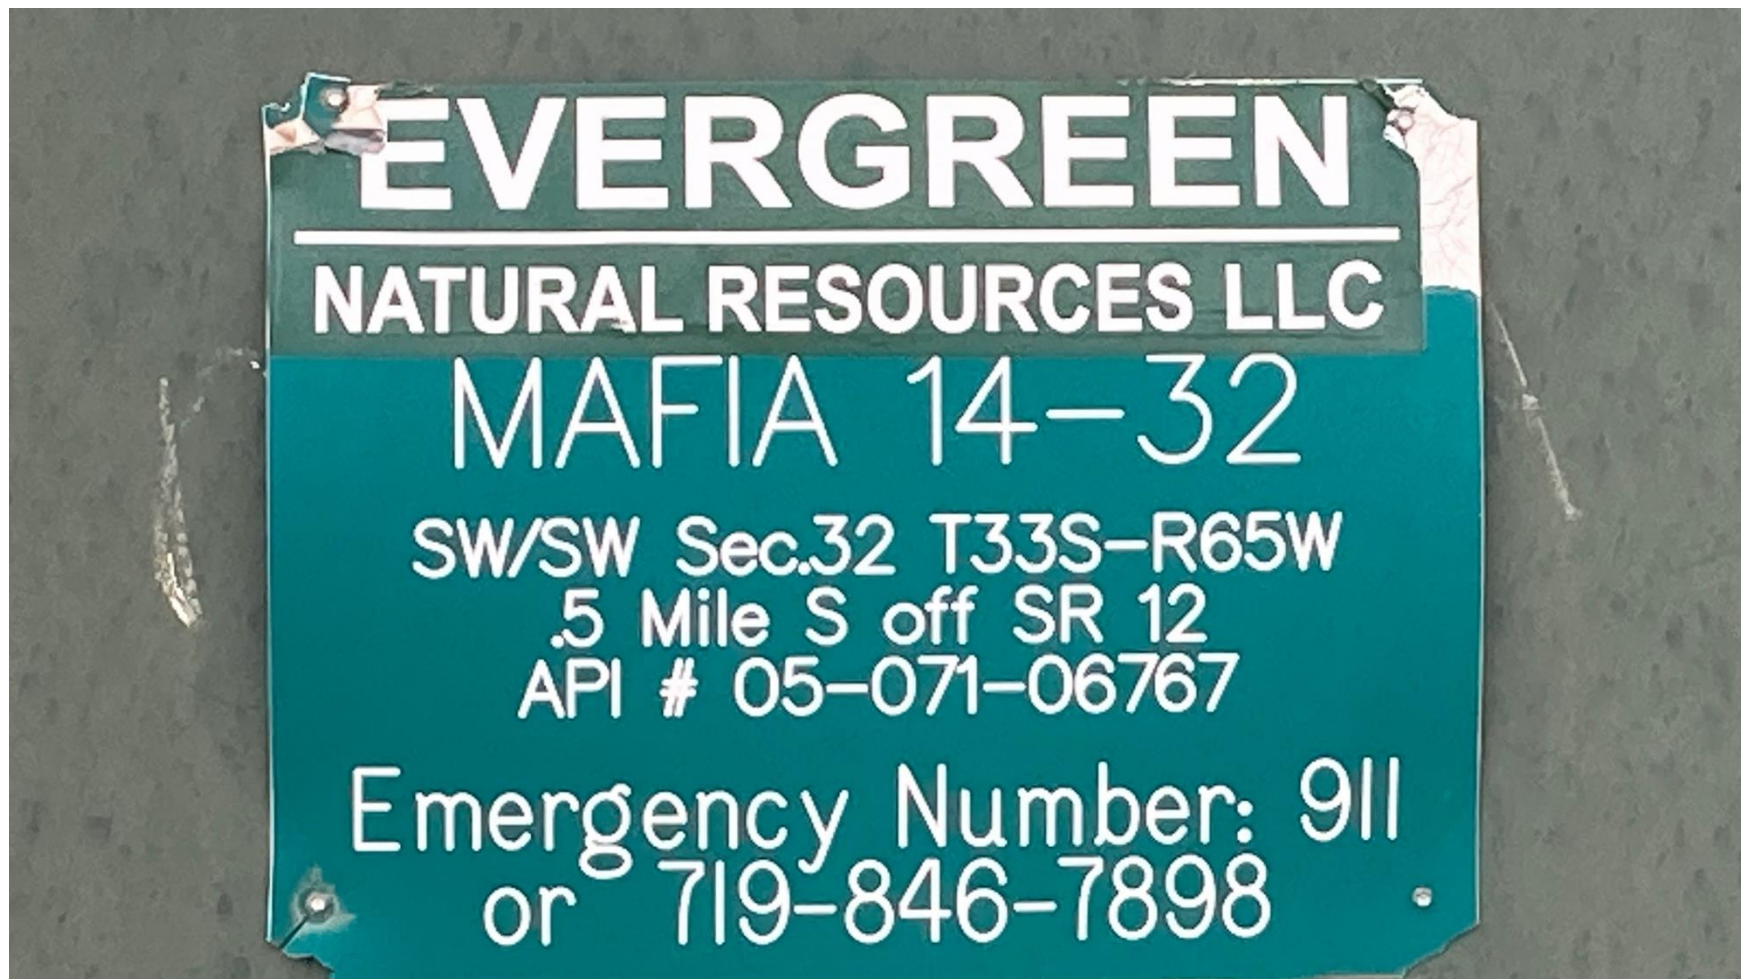 EVERGREEN
NATURAL RESOURCES LLC
MAFIA 14-32
SW/SW Sec.32 T33S-R65W
.5 Mile S off SR 12
API # 05-071-06767
Emergency Number: 911
or 719-846-7898